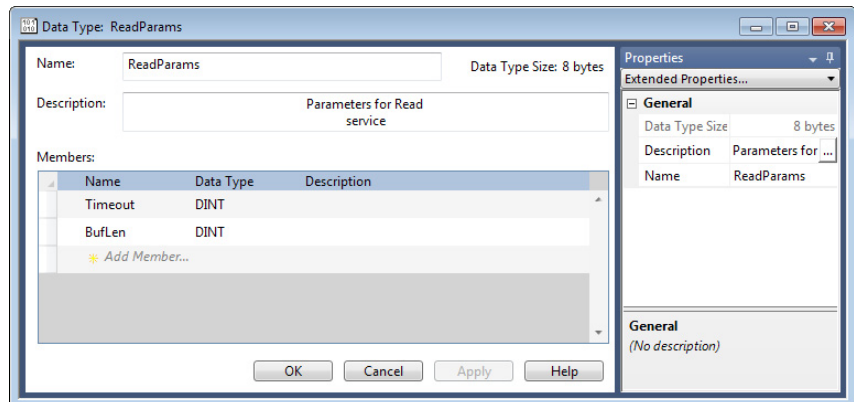 Data Type: ReadParams
Name:
ReadParams
Data Type Size: 8 bytes
Description:
Parameters for Read
service
Members:
Name Data Type Description
Timeout DINT
BufLen DINT
Add Member...
OK Cancel Apply Help
Properties
Extended Properties...
General
Data Type Size 8 bytes
Description Parameters for ...
Name ReadParams
General
(No description)